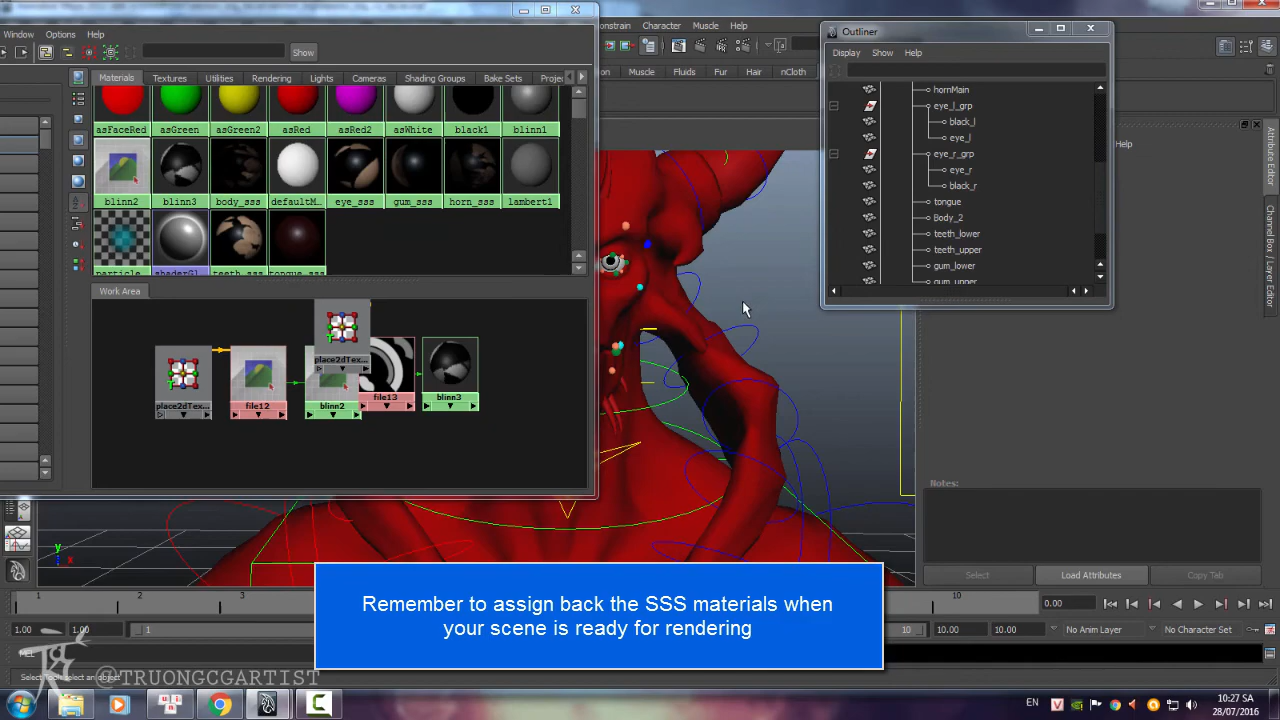 Window Options Help
Show
Materials Textures Utilities Rendering Lights Cameras Shading Groups Bake Sets
asFaceRed asGreen asGreen2 asRed asRed2 asWhite black1 blinn1
blinn2 blinn3 body_sss defaultM... eye_sss gum_sss horn_sss lambert1
teeth_sss tongue_sss
Work Area
place2dTex...
place2dTex... file12 blinn2 file13 blinn3
Character Muscle Help
Muscle Fluids Fur Hair nCloth
Outliner
Display Show Help
hornMain
eye_l_grp
black_l
eye_l
eye_r_grp
eye_r
black_r
tongue
Body_2
teeth_lower
teeth_upper
gum_lower
gum_upper
Help
Attribute Editor
Channel Box / Layer Editor
Notes:
Select Load Attributes Copy Tab
y
x
1 2 3 10 0.00
1.00 1.00 1 10 10.00 10.00 No Anim Layer No Character Set
MEL
Select Tool: select an object
Remember to assign back the SSS materials when
your scene is ready for rendering
@TRUONGCGARTIST
EN
10:27 SA
28/07/2016